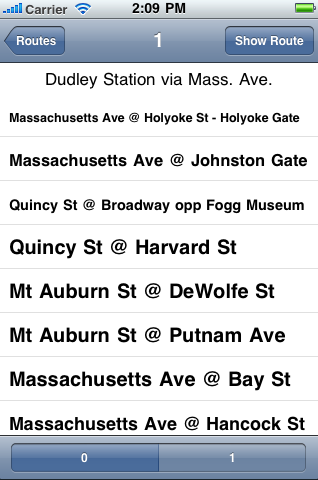 Carrier 2:09 PM
Routes 1 Show Route
Dudley Station via Mass. Ave.
Massachusetts Ave @ Holyoke St - Holyoke Gate
Massachusetts Ave @ Johnston Gate
Quincy St @ Broadway opp Fogg Museum
Quincy St @ Harvard St
Mt Auburn St @ DeWolfe St
Mt Auburn St @ Putnam Ave
Massachusetts Ave @ Bay St
Massachusetts Ave @ Hancock St
0 1